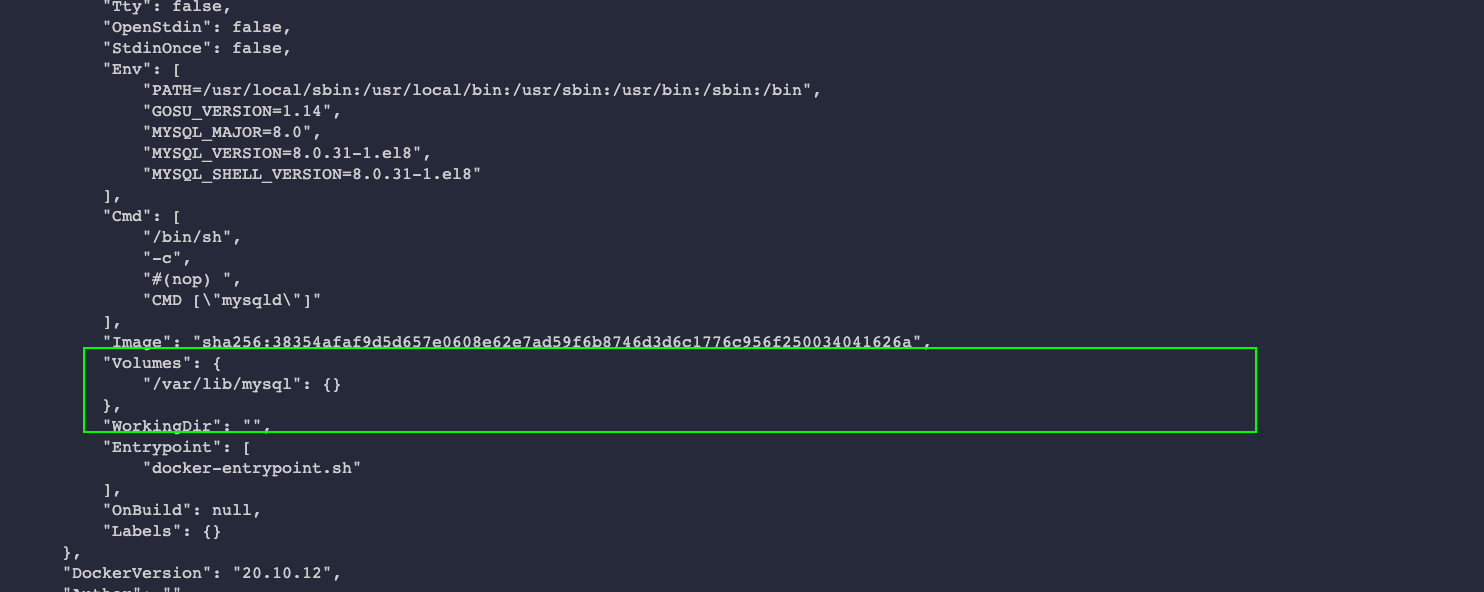 "Tty": false,
"OpenStdin": false,
"StdinOnce": false,
"Env": [
"PATH=/usr/local/sbin:/usr/local/bin:/usr/sbin:/usr/bin:/sbin:/bin",
"GOSU_VERSION=1.14",
"MYSQL_MAJOR=8.0",
"MYSQL_VERSION=8.0.31-1.el8",
"MYSQL_SHELL_VERSION=8.0.31-1.el8"
],
"Cmd": [
"/bin/sh",
"-c",
"#(nop) ",
"CMD [\"mysqld\"]"
],
"Image": "sha256:38354afaf9d5d657e0608e62e7ad59f6b8746d3d6c1776c956f250034041626a",
"Volumes": {
"/var/lib/mysql": {}
},
"WorkingDir": "",
"Entrypoint": [
"docker-entrypoint.sh"
],
"OnBuild": null,
"Labels": {}
},
"DockerVersion": "20.10.12",
"Author": ""